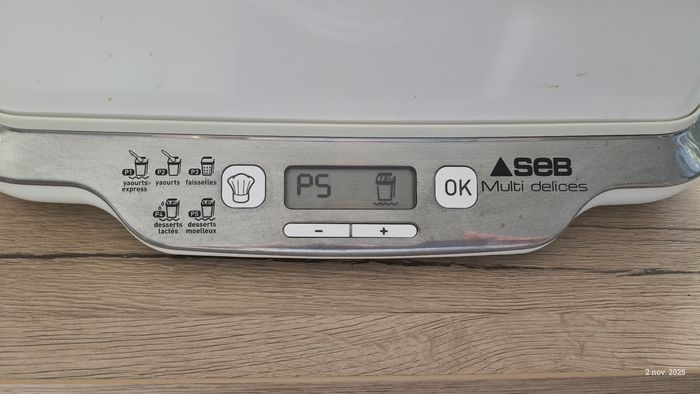 P1 P2 P3
yaourts express yaourts faisselles
P4 P5
desserts lactés desserts moelleux
P5
OK
SEB
Multi delices
− +
2 nov. 2025